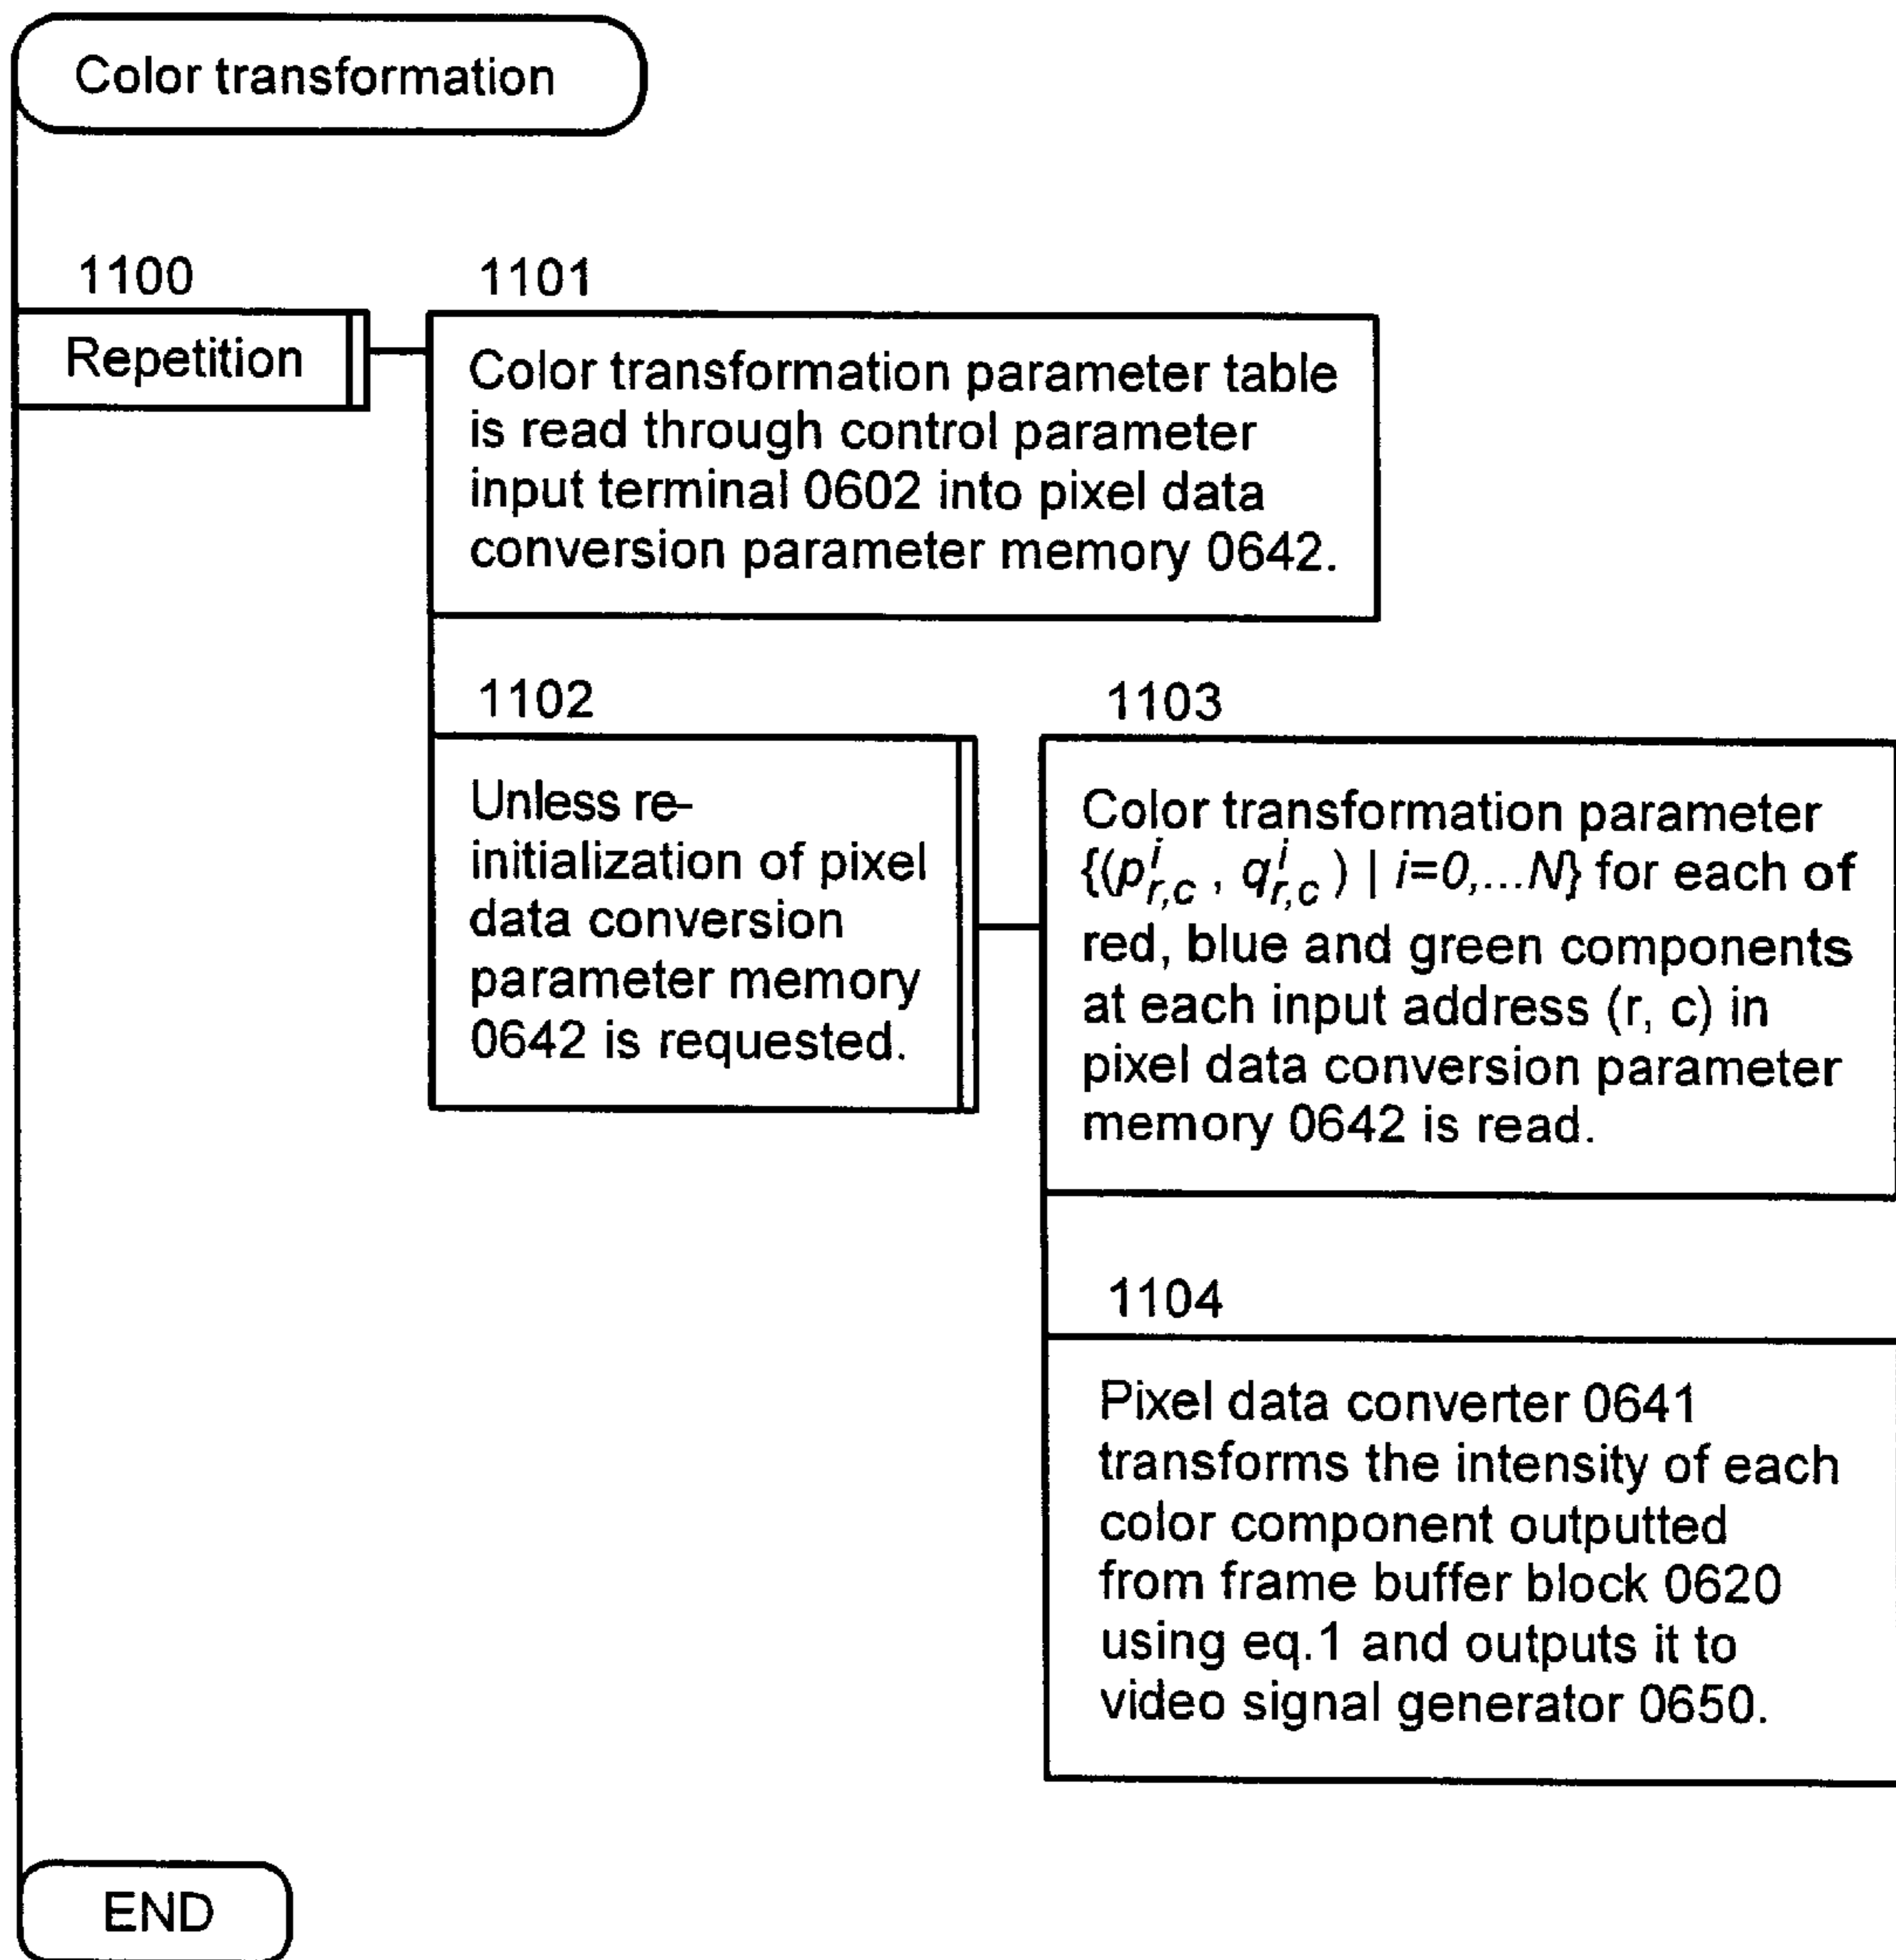 Color transformation
1100
Repetition
1101
Color transformation parameter table
is read through control parameter
input terminal 0602 into pixel data
conversion parameter memory 0642.
1102
Unless re-
initialization of pixel
data conversion
parameter memory
0642 is requested.
1103
Color transformation parameter
{(p^i_{r,c} , q^i_{r,c} ) | i=0,...N} for each of
red, blue and green components
at each input address (r, c) in
pixel data conversion parameter
memory 0642 is read.
1104
Pixel data converter 0641
transforms the intensity of each
color component outputted
from frame buffer block 0620
using eq.1 and outputs it to
video signal generator 0650.
END